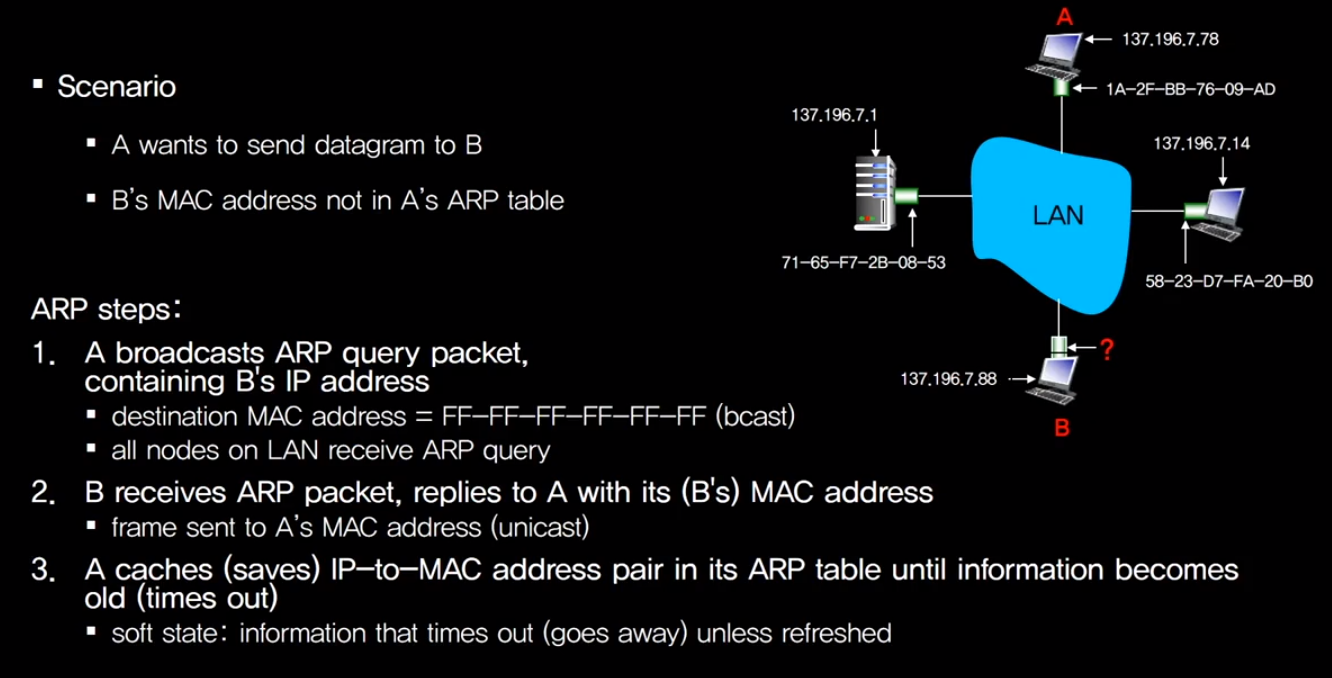 ▪ Scenario
▪ A wants to send datagram to B
▪ B's MAC address not in A's ARP table
ARP steps:
1. A broadcasts ARP query packet,
containing B's IP address
▪ destination MAC address = FF-FF-FF-FF-FF-FF (bcast)
▪ all nodes on LAN receive ARP query
2. B receives ARP packet, replies to A with its (B's) MAC address
▪ frame sent to A's MAC address (unicast)
3. A caches (saves) IP-to-MAC address pair in its ARP table until information becomes
old (times out)
▪ soft state: information that times out (goes away) unless refreshed
A
137.196.7.78
1A-2F-BB-76-09-AD
137.196.7.1
137.196.7.14
LAN
71-65-F7-2B-08-53
58-23-D7-FA-20-B0
?
137.196.7.88
B